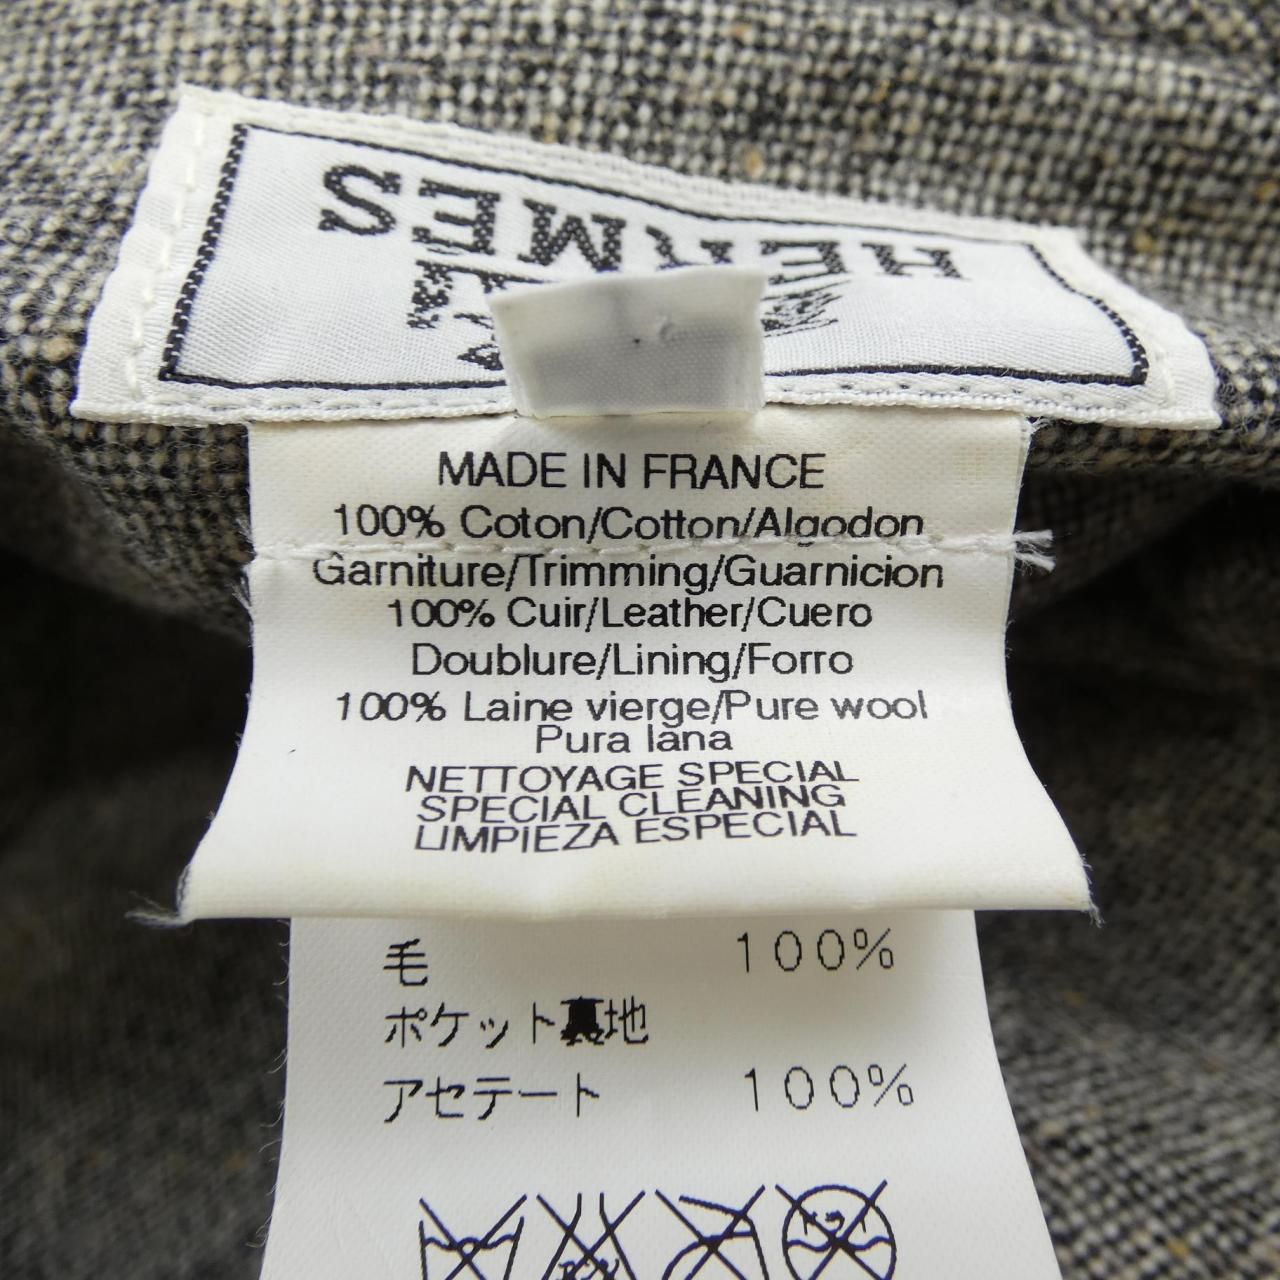 HERMES
MADE IN FRANCE
100% Coton/Cotton/Algodon
Garniture/Trimming/Guarnicion
100% Cuir/Leather/Cuero
Doublure/Lining/Forro
100% Laine vierge/Pure wool
Pura lana
NETTOYAGE SPECIAL
SPECIAL CLEANING
LIMPIEZA ESPECIAL
毛 100%
ポケット裏地
アセテート 100%